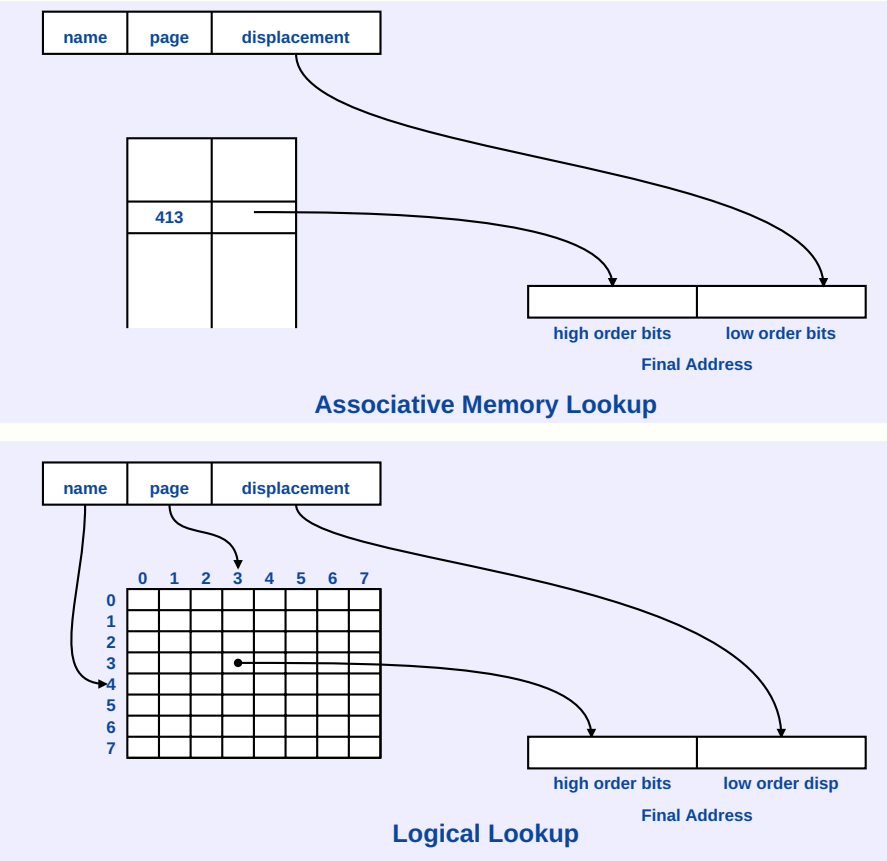 name page displacement
413
high order bits low order bits
Final Address
Associative Memory Lookup
name page displacement
0 1 2 3 4 5 6 7
0
1
2
3
4
5
6
7
high order bits low order disp
Final Address
Logical Lookup